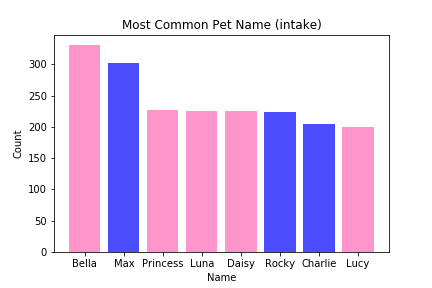 Most Common Pet Name (intake)
300
250
200
150
100
50
0
Count
Bella Max Princess Luna Daisy Rocky Charlie Lucy
Name